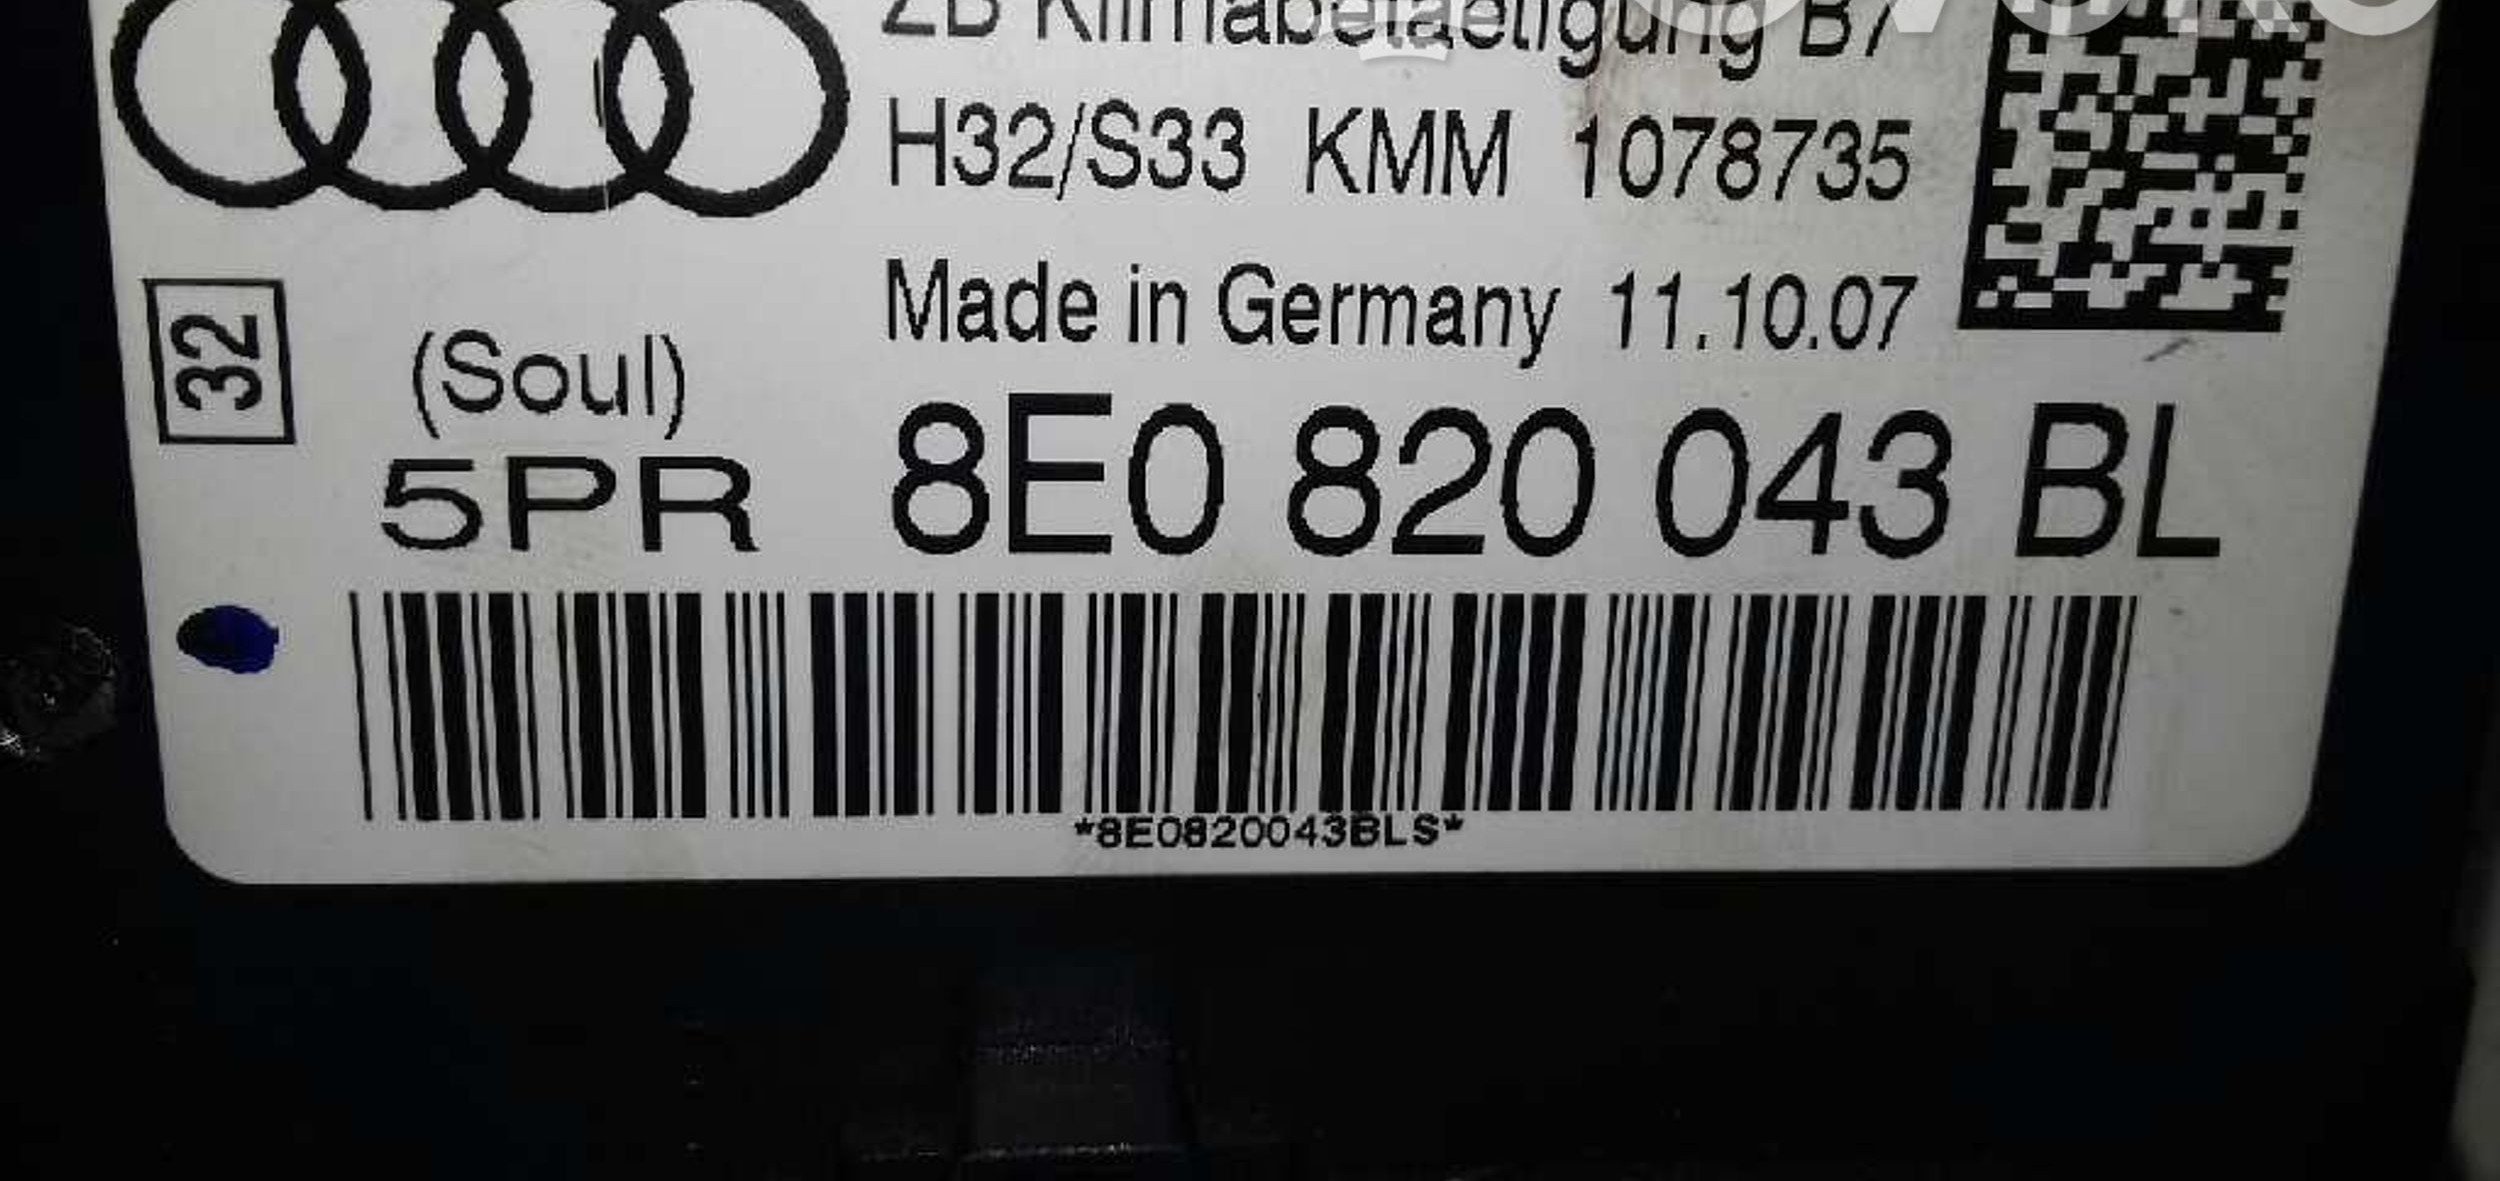 ZB Klimabetaetigung B7
H32/S33 KMM 1078735
Made in Germany 11.10.07
32
(Soul)
5PR 8E0 820 043 BL
*8E0820043BLS*